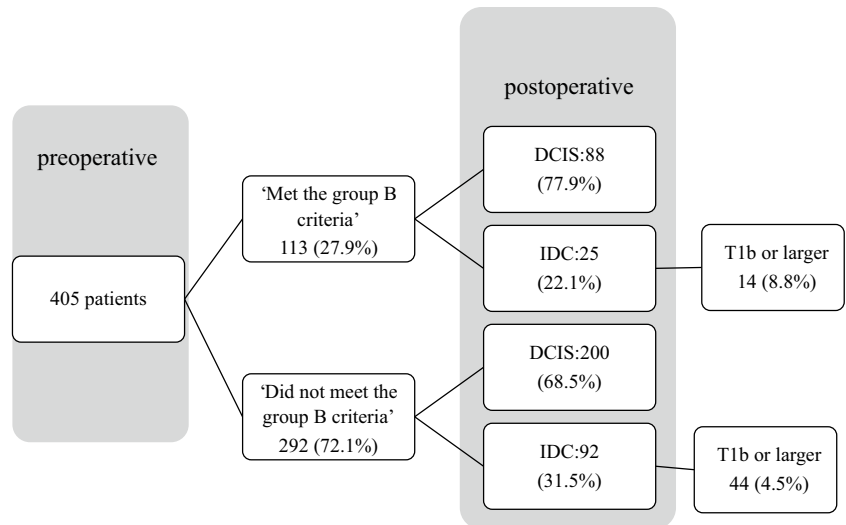 preoperative
405 patients
‘Met the group B
criteria’
113 (27.9%)
‘Did not meet the
group B criteria’
292 (72.1%)
postoperative
DCIS:88
(77.9%)
IDC:25
(22.1%)
DCIS:200
(68.5%)
IDC:92
(31.5%)
T1b or larger
14 (8.8%)
T1b or larger
44 (4.5%)